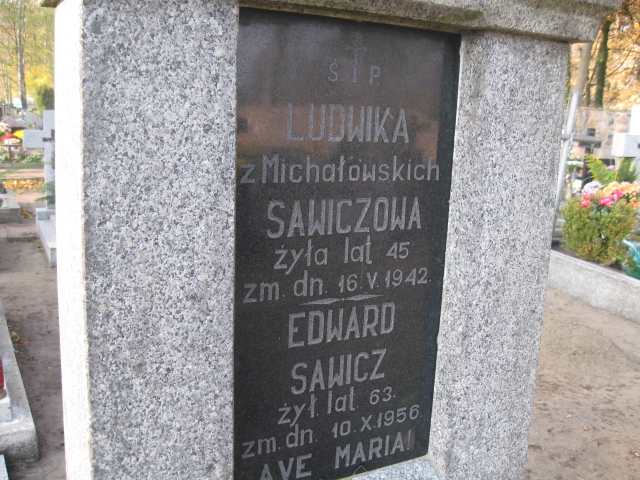 Ś. † P.
LUDWIKA
z Michałowskich
SAWICZOWA
żyła lat 45
zm. dn. 16.V.1942.
EDWARD
SAWICZ
żył lat 63.
zm. dn. 10.X.1956.
AVE MARIA!